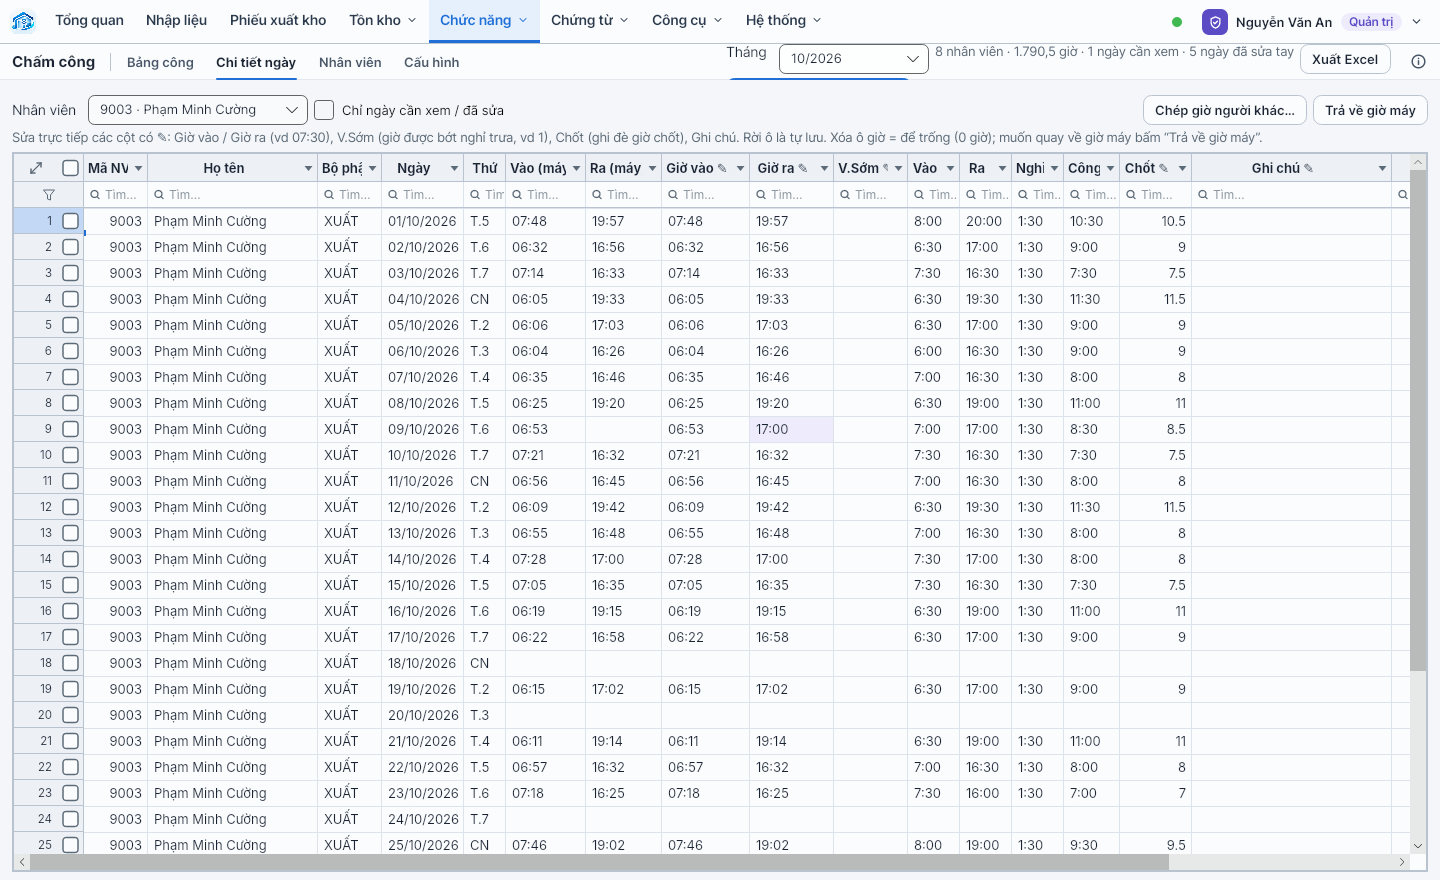 Tổng quan Nhập liệu Phiếu xuất kho Tồn kho Chức năng Chứng từ Công cụ Hệ thống Nguyễn Văn An Quản trị
Chấm công Bảng công Chi tiết ngày Nhân viên Cấu hình Tháng 10/2026 8 nhân viên · 1.790,5 giờ · 1 ngày cần xem · 5 ngày đã sửa tay Xuất Excel
Nhân viên 9003 · Phạm Minh Cường Chỉ ngày cần xem / đã sửa Chép giờ người khác... Trả về giờ máy
Sửa trực tiếp các cột có ✎: Giờ vào / Giờ ra (vd 07:30), V.Sớm (giờ được bớt nghỉ trưa, vd 1), Chốt (ghi đè giờ chốt), Ghi chú. Rời ô là tự lưu. Xóa ô giờ = để trống (0 giờ); muốn quay về giờ máy bấm "Trả về giờ máy".
Mã NV Họ tên Bộ phậ Ngày Thứ Vào (máy Ra (máy Giờ vào ✎ Giờ ra ✎ V.Sớm Vào Ra Nghỉ Công Chốt ✎ Ghi chú ✎
Tìm... Tìm... Tìm... Tìm... Tìm Tìm... Tìm... Tìm... Tìm... Tìm... Tìm.. Tìm.. Tìm.. Tìm... Tìm... Tìm...
1 9003 Phạm Minh Cường XUẤT 01/10/2026 T.5 07:48 19:57 07:48 19:57 8:00 20:00 1:30 10:30 10.5
2 9003 Phạm Minh Cường XUẤT 02/10/2026 T.6 06:32 16:56 06:32 16:56 6:30 17:00 1:30 9:00 9
3 9003 Phạm Minh Cường XUẤT 03/10/2026 T.7 07:14 16:33 07:14 16:33 7:30 16:30 1:30 7:30 7.5
4 9003 Phạm Minh Cường XUẤT 04/10/2026 CN 06:05 19:33 06:05 19:33 6:30 19:30 1:30 11:30 11.5
5 9003 Phạm Minh Cường XUẤT 05/10/2026 T.2 06:06 17:03 06:06 17:03 6:30 17:00 1:30 9:00 9
6 9003 Phạm Minh Cường XUẤT 06/10/2026 T.3 06:04 16:26 06:04 16:26 6:00 16:30 1:30 9:00 9
7 9003 Phạm Minh Cường XUẤT 07/10/2026 T.4 06:35 16:46 06:35 16:46 7:00 16:30 1:30 8:00 8
8 9003 Phạm Minh Cường XUẤT 08/10/2026 T.5 06:25 19:20 06:25 19:20 6:30 19:00 1:30 11:00 11
9 9003 Phạm Minh Cường XUẤT 09/10/2026 T.6 06:53 06:53 17:00 7:00 17:00 1:30 8:30 8.5
10 9003 Phạm Minh Cường XUẤT 10/10/2026 T.7 07:21 16:32 07:21 16:32 7:30 16:30 1:30 7:30 7.5
11 9003 Phạm Minh Cường XUẤT 11/10/2026 CN 06:56 16:45 06:56 16:45 7:00 16:30 1:30 8:00 8
12 9003 Phạm Minh Cường XUẤT 12/10/2026 T.2 06:09 19:42 06:09 19:42 6:30 19:30 1:30 11:30 11.5
13 9003 Phạm Minh Cường XUẤT 13/10/2026 T.3 06:55 16:48 06:55 16:48 7:00 16:30 1:30 8:00 8
14 9003 Phạm Minh Cường XUẤT 14/10/2026 T.4 07:28 17:00 07:28 17:00 7:30 17:00 1:30 8:00 8
15 9003 Phạm Minh Cường XUẤT 15/10/2026 T.5 07:05 16:35 07:05 16:35 7:30 16:30 1:30 7:30 7.5
16 9003 Phạm Minh Cường XUẤT 16/10/2026 T.6 06:19 19:15 06:19 19:15 6:30 19:00 1:30 11:00 11
17 9003 Phạm Minh Cường XUẤT 17/10/2026 T.7 06:22 16:58 06:22 16:58 6:30 17:00 1:30 9:00 9
18 9003 Phạm Minh Cường XUẤT 18/10/2026 CN
19 9003 Phạm Minh Cường XUẤT 19/10/2026 T.2 06:15 17:02 06:15 17:02 6:30 17:00 1:30 9:00 9
20 9003 Phạm Minh Cường XUẤT 20/10/2026 T.3
21 9003 Phạm Minh Cường XUẤT 21/10/2026 T.4 06:11 19:14 06:11 19:14 6:30 19:00 1:30 11:00 11
22 9003 Phạm Minh Cường XUẤT 22/10/2026 T.5 06:57 16:32 06:57 16:32 7:00 16:30 1:30 8:00 8
23 9003 Phạm Minh Cường XUẤT 23/10/2026 T.6 07:18 16:25 07:18 16:25 7:30 16:00 1:30 7:00 7
24 9003 Phạm Minh Cường XUẤT 24/10/2026 T.7
25 9003 Phạm Minh Cường XUẤT 25/10/2026 CN 07:46 19:02 07:46 19:02 8:00 19:00 1:30 9:30 9.5